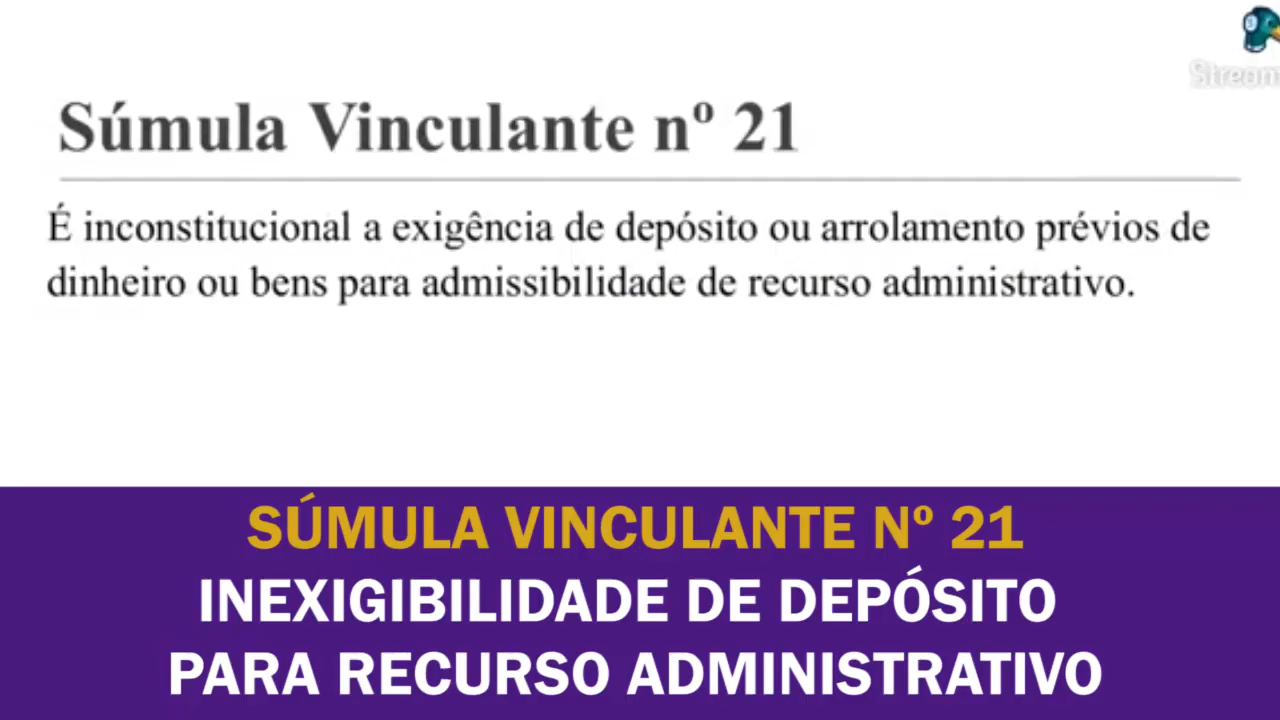 Stream
Súmula Vinculante nº 21
É inconstitucional a exigência de depósito ou arrolamento prévios de
dinheiro ou bens para admissibilidade de recurso administrativo.
SÚMULA VINCULANTE Nº 21
INEXIGIBILIDADE DE DEPÓSITO
PARA RECURSO ADMINISTRATIVO